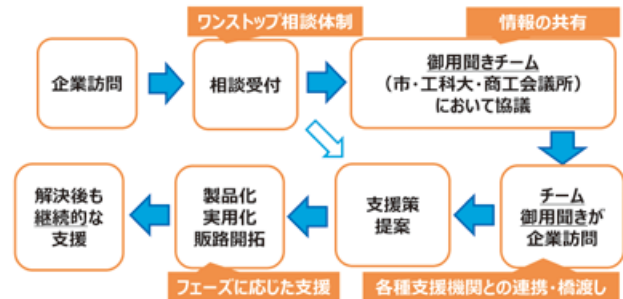 ワンストップ相談体制
情報の共有
企業訪問
相談受付
御用聞きチーム
(市・工科大・商工会議所)
において協議
解決後も
継続的な
支援
製品化
実用化
販路開拓
支援策
提案
チーム
御用聞きが
企業訪問
フェーズに応じた支援
各種支援機関との連携・橋渡し